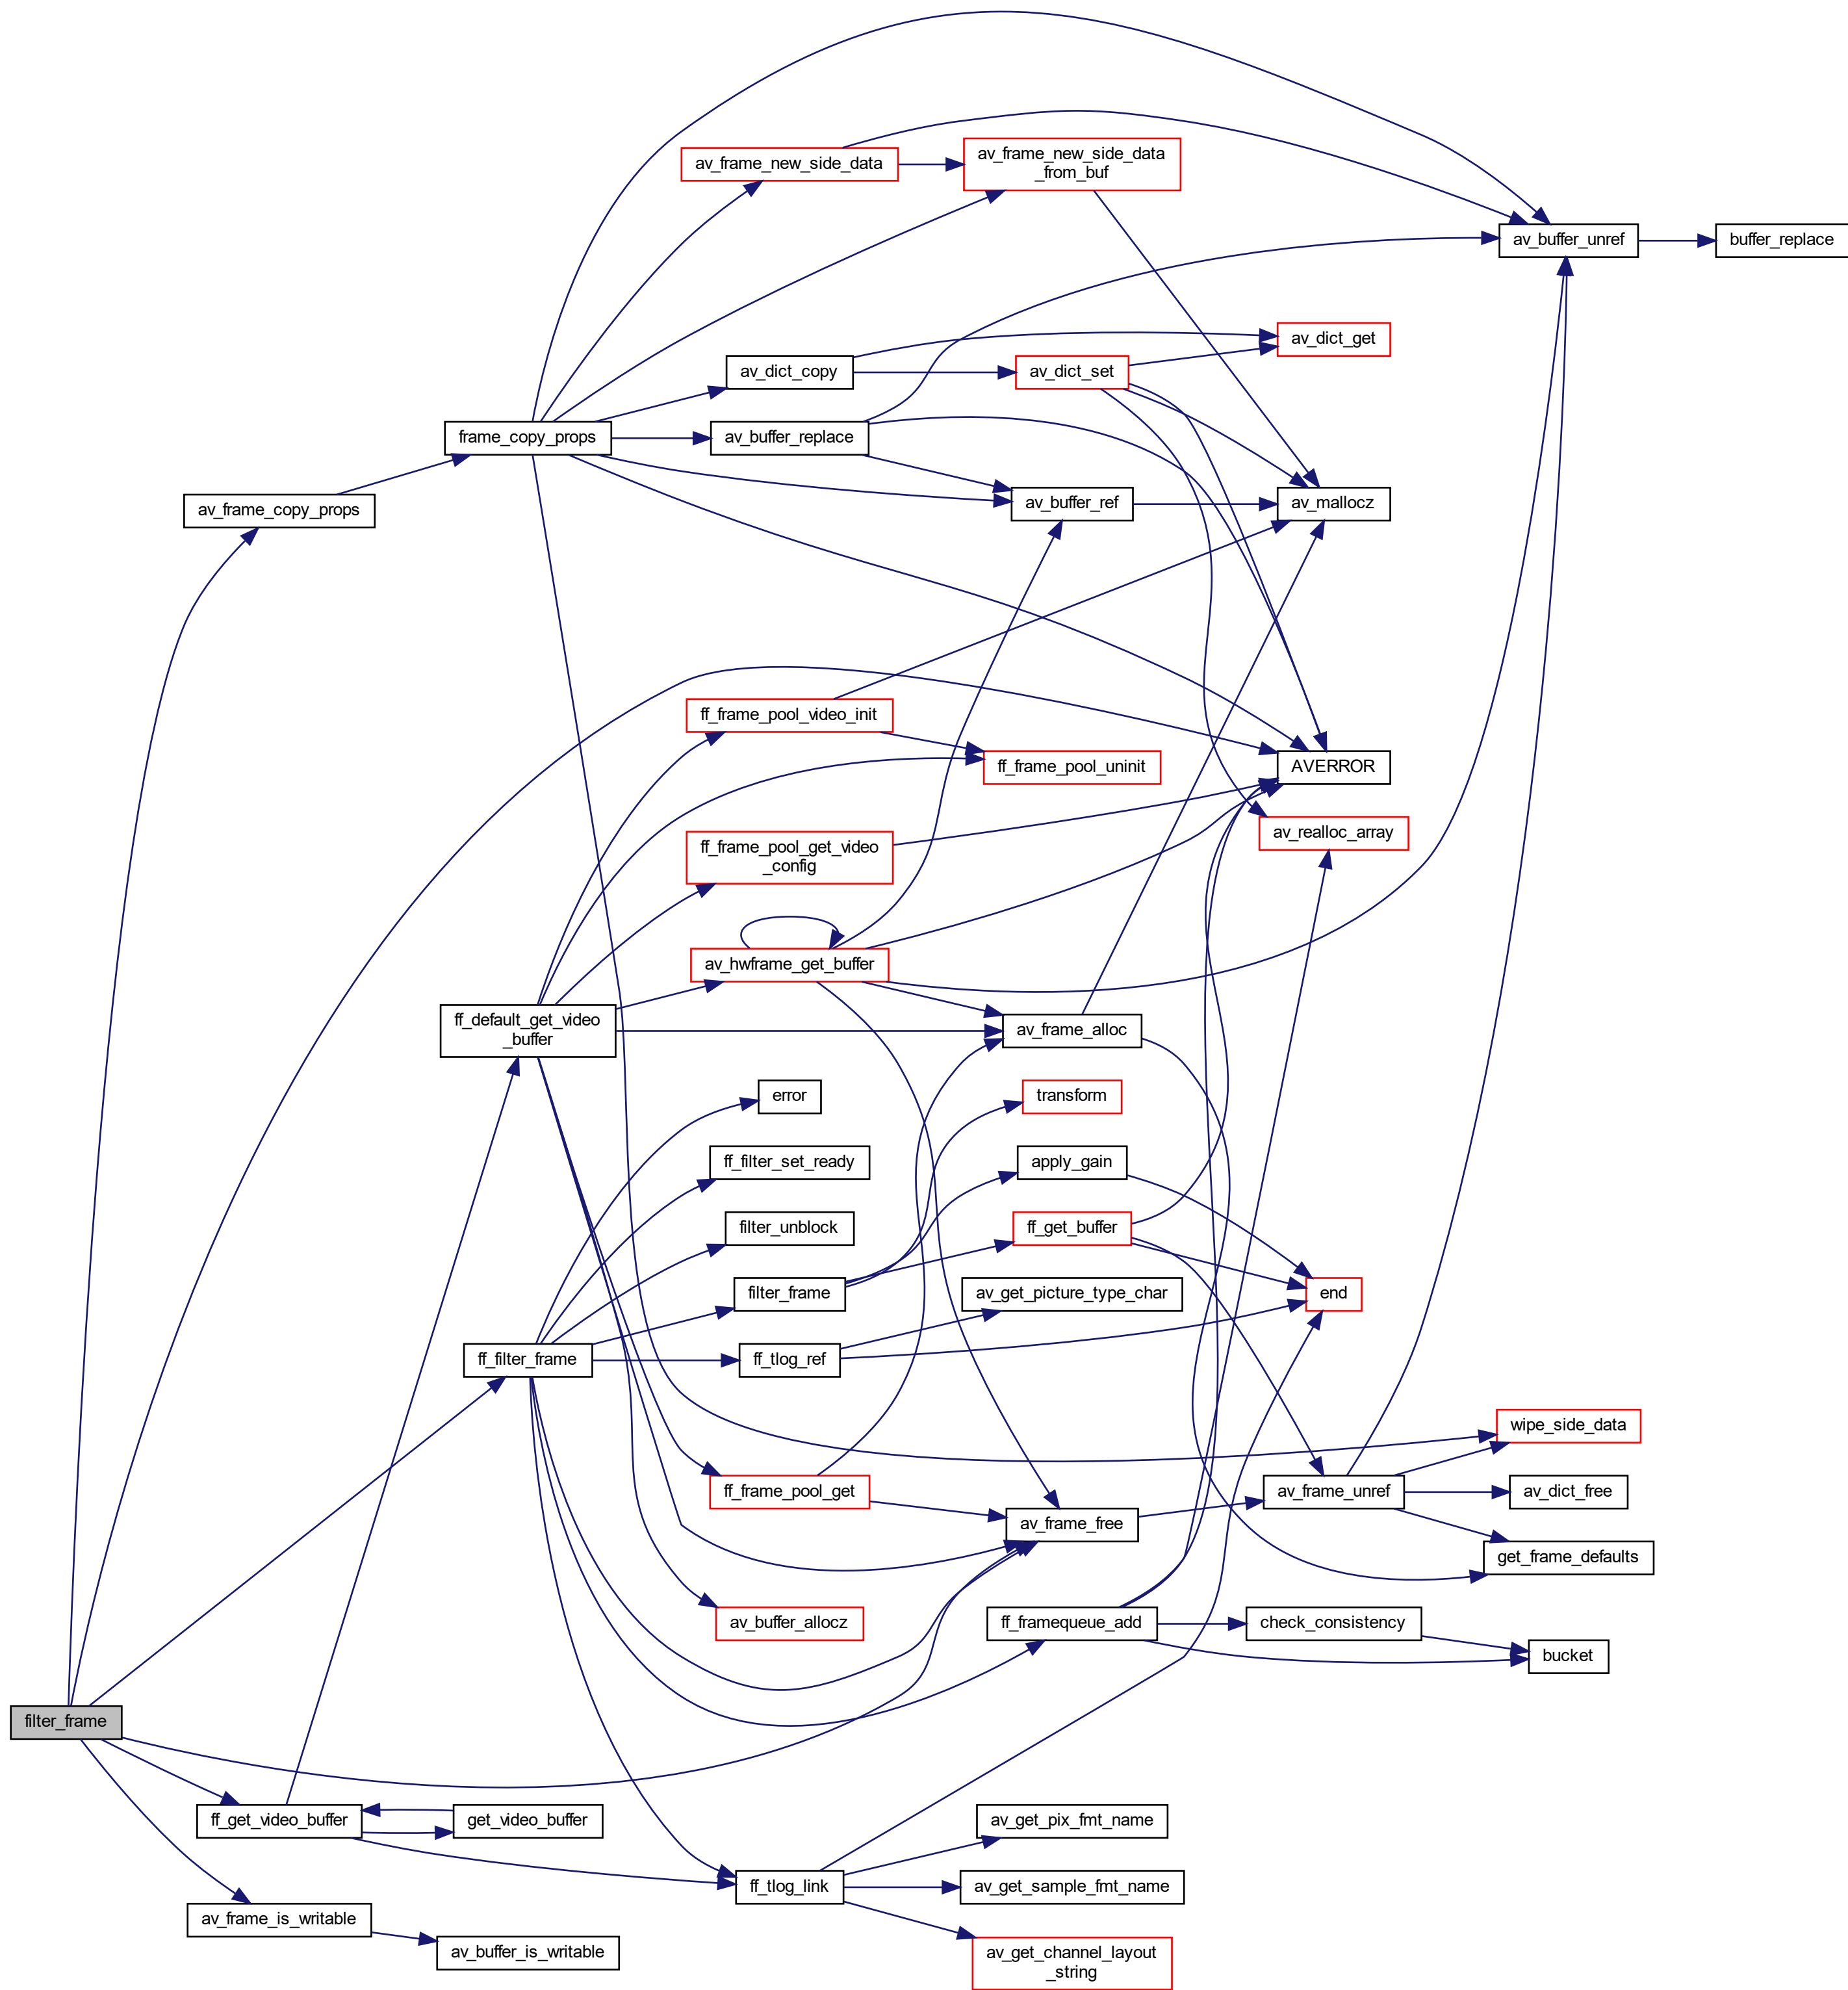 av_frame_new_side_data
av_frame_new_side_data
_from_buf
av_buffer_unref
buffer_replace
av_dict_get
av_dict_copy
av_dict_set
frame_copy_props
av_buffer_replace
av_frame_copy_props
av_buffer_ref
av_mallocz
ff_frame_pool_video_init
ff_frame_pool_uninit
AVERROR
av_realloc_array
ff_frame_pool_get_video
_config
av_hwframe_get_buffer
ff_default_get_video
_buffer
av_frame_alloc
error
transform
ff_filter_set_ready
apply_gain
filter_unblock
ff_get_buffer
filter_frame
av_get_picture_type_char
end
ff_filter_frame
ff_tlog_ref
wipe_side_data
ff_frame_pool_get
av_frame_unref
av_dict_free
av_frame_free
get_frame_defaults
av_buffer_allocz
ff_framequeue_add
check_consistency
bucket
filter_frame
ff_get_video_buffer
get_video_buffer
av_get_pix_fmt_name
ff_tlog_link
av_get_sample_fmt_name
av_frame_is_writable
av_buffer_is_writable
av_get_channel_layout
_string